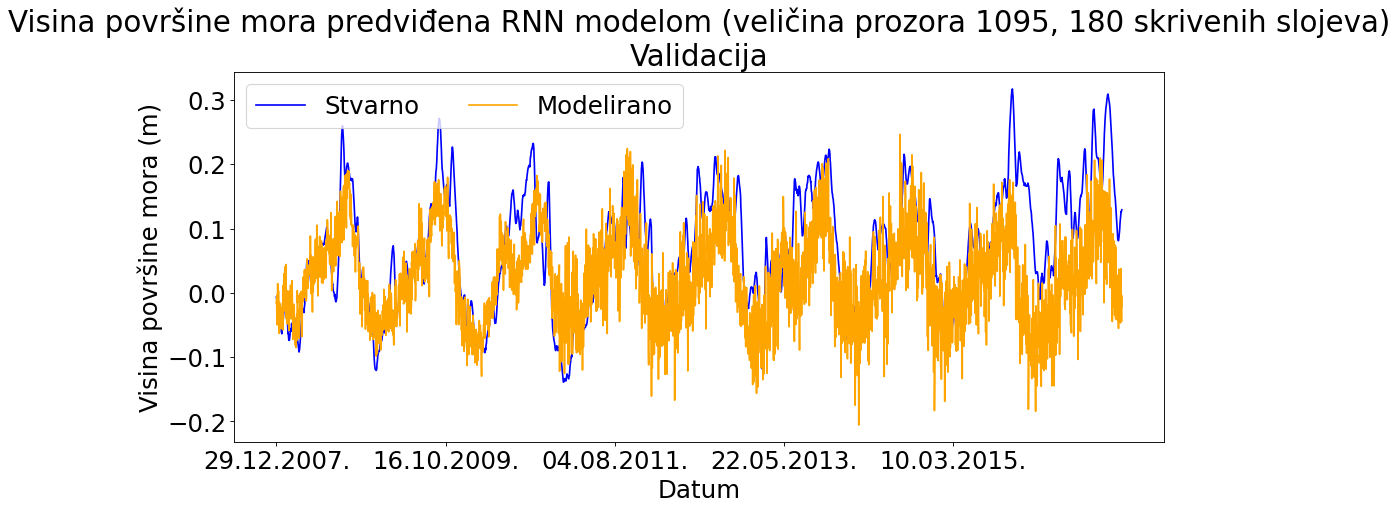 Visina površine mora predviđena RNN modelom (veličina prozora 1095, 180 skrivenih slojeva)
Validacija
Stvarno
Modelirano
Visina površine mora (m)
0.3
0.2
0.1
0.0
−0.1
−0.2
29.12.2007.
16.10.2009.
04.08.2011.
22.05.2013.
10.03.2015.
Datum